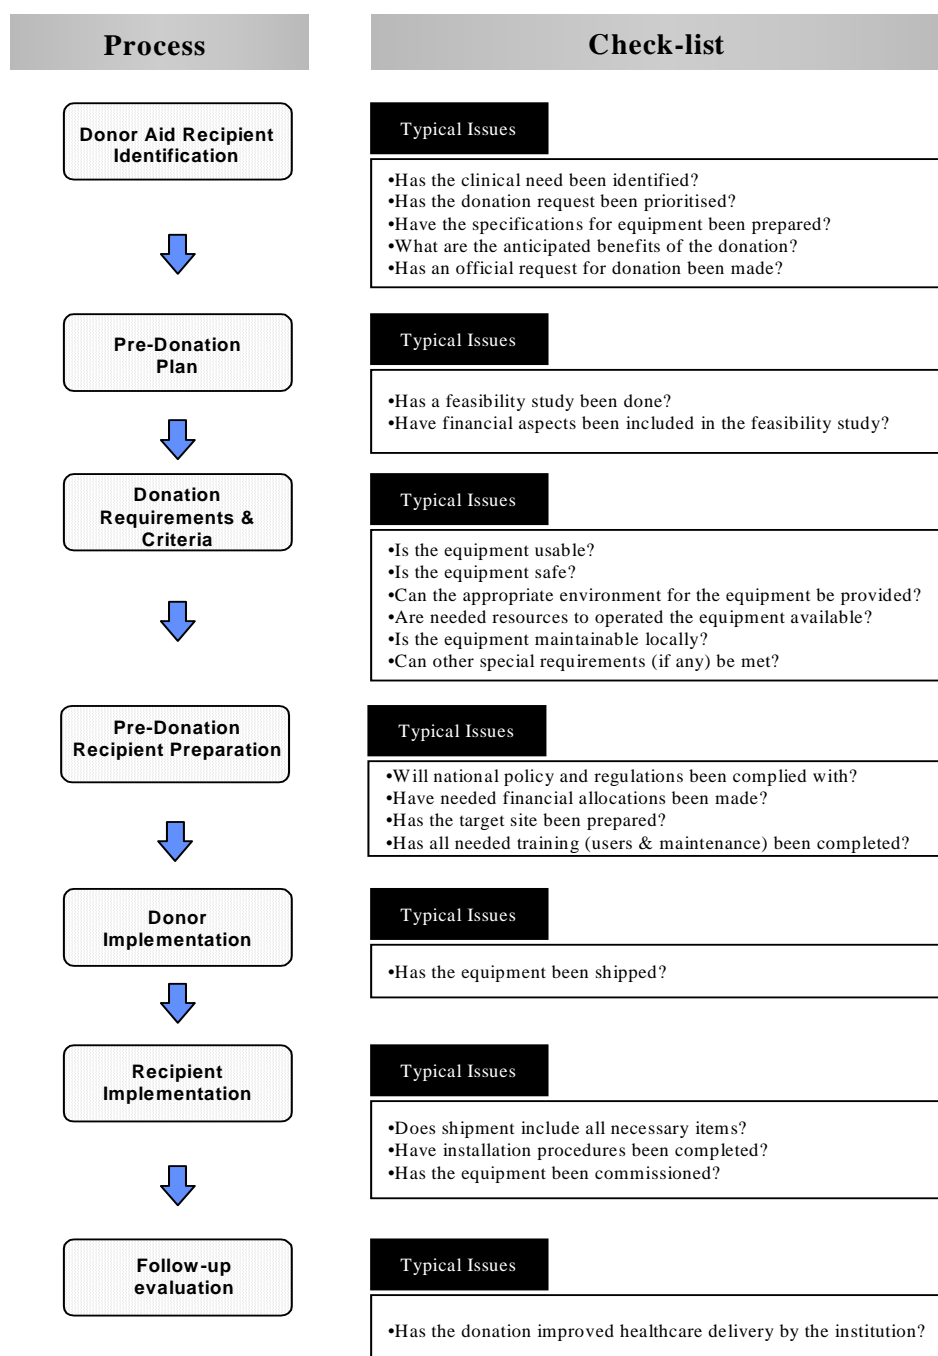 Process
Check-list
Donor Aid Recipient
Identification
Typical Issues
•Has the clinical need been identified?
•Has the donation request been prioritised?
•Have the specifications for equipment been prepared?
•What are the anticipated benefits of the donation?
•Has an official request for donation been made?
Pre-Donation
Plan
Typical Issues
•Has a feasibility study been done?
•Have financial aspects been included in the feasibility study?
Donation
Requirements &
Criteria
Typical Issues
•Is the equipment usable?
•Is the equipment safe?
•Can the appropriate environment for the equipment be provided?
•Are needed resources to operated the equipment available?
•Is the equipment maintainable locally?
•Can other special requirements (if any) be met?
Pre-Donation
Recipient Preparation
Typical Issues
•Will national policy and regulations been complied with?
•Have needed financial allocations been made?
•Has the target site been prepared?
•Has all needed training (users & maintenance) been completed?
Donor
Implementation
Typical Issues
•Has the equipment been shipped?
Recipient
Implementation
Typical Issues
•Does shipment include all necessary items?
•Have installation procedures been completed?
•Has the equipment been commissioned?
Follow-up
evaluation
Typical Issues
•Has the donation improved healthcare delivery by the institution?